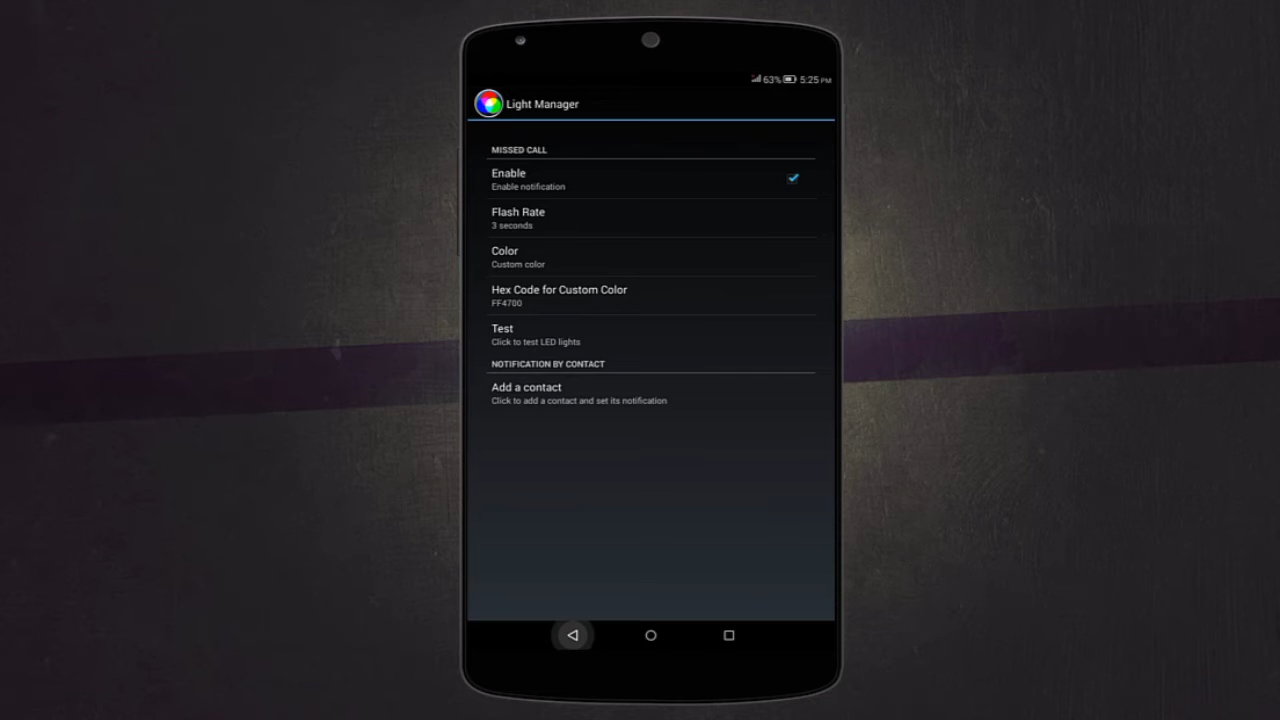 63% 5:25 PM
Light Manager
MISSED CALL
Enable
Enable notification
Flash Rate
3 seconds
Color
Custom color
Hex Code for Custom Color
FF4700
Test
Click to test LED lights
NOTIFICATION BY CONTACT
Add a contact
Click to add a contact and set its notification